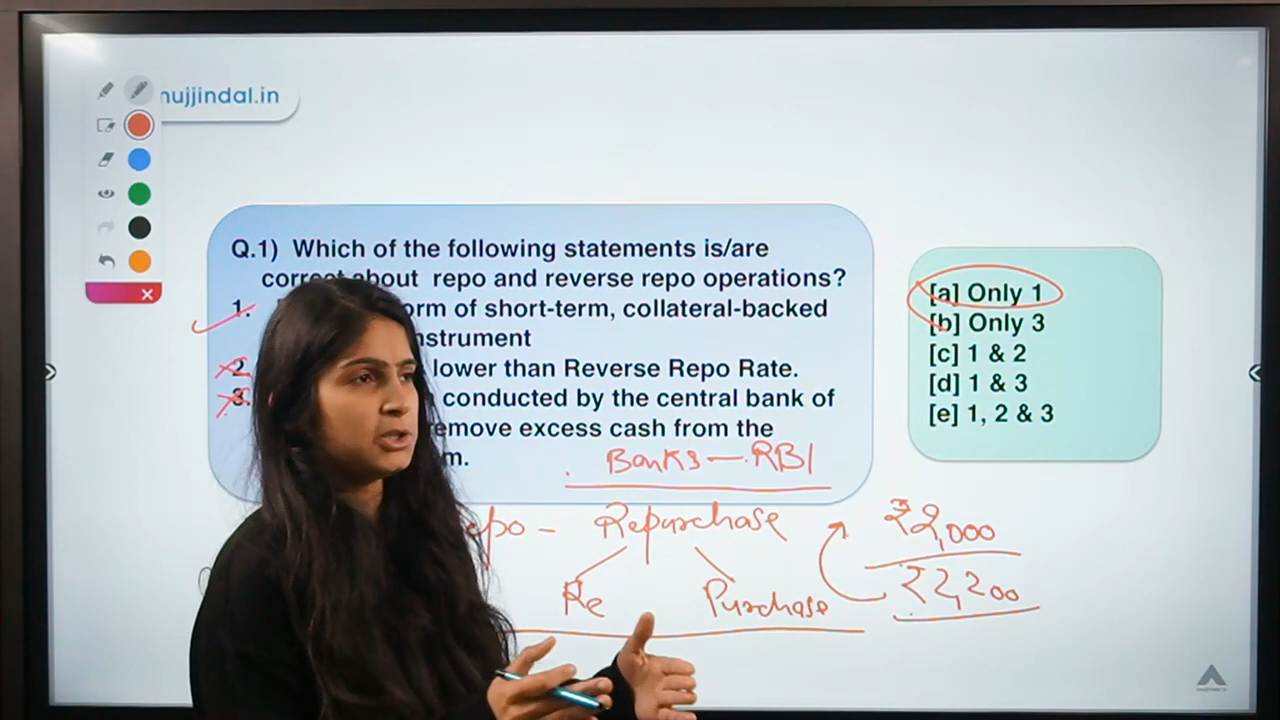 nujjindal.in
Q.1) Which of the following statements is/are
correct about repo and reverse repo operations?
1. orm of short-term, collateral-backed
nstrument
2. lower than Reverse Repo Rate.
3. conducted by the central bank of
emove excess cash from the
m.
Banks — RBI
epo - Repurchase
Re Purchase
[a] Only 1
[b] Only 3
[c] 1 & 2
[d] 1 & 3
[e] 1, 2 & 3
₹2,000
₹2,200